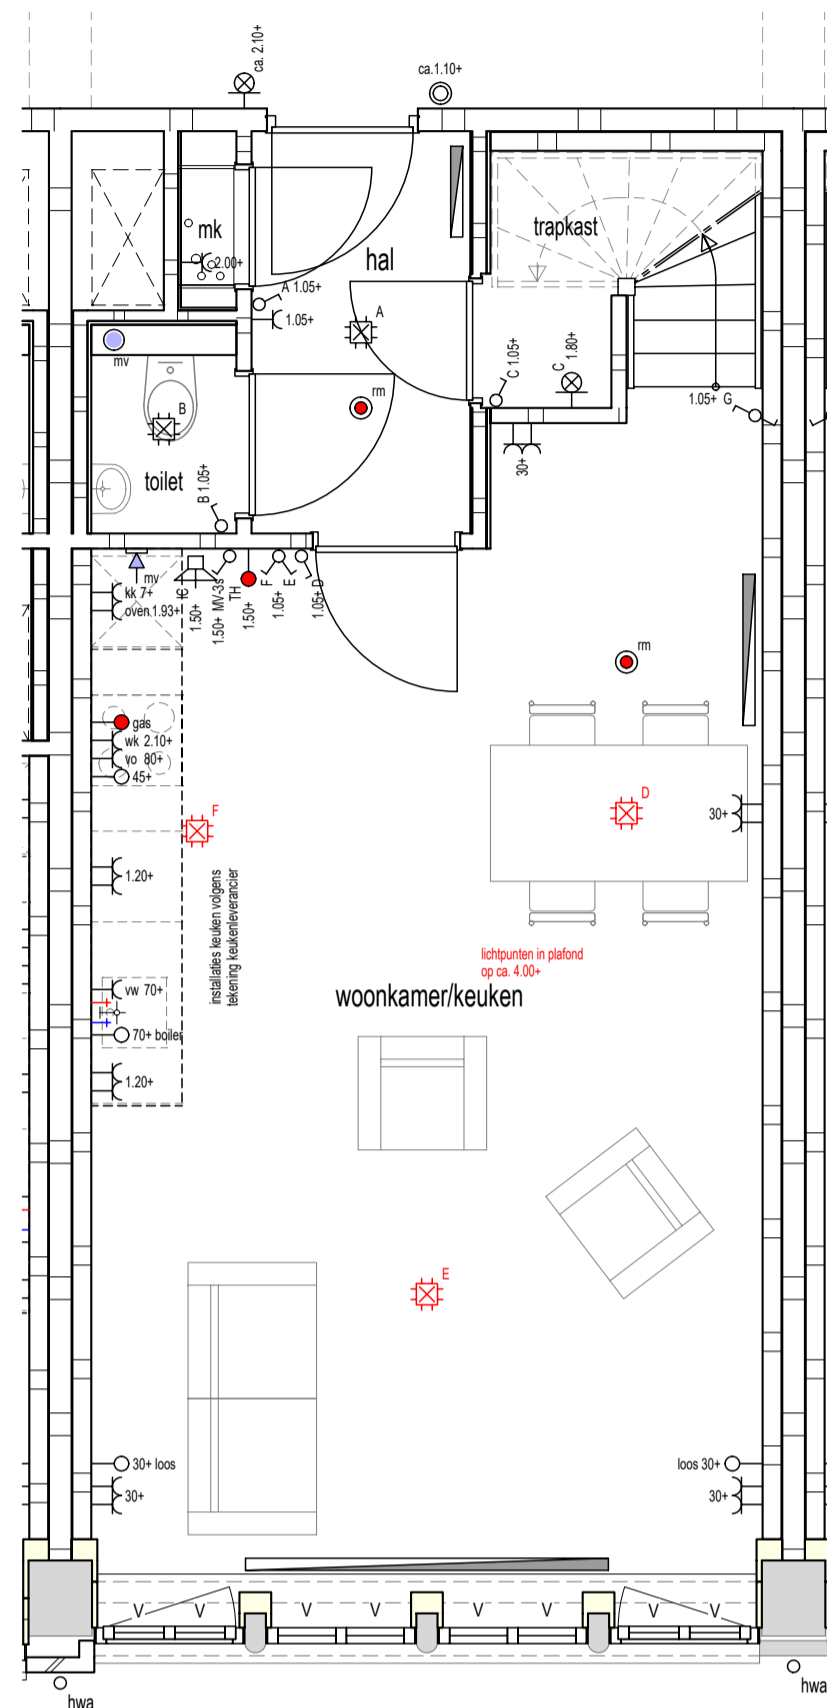 ca. 2.10+
ca.1.10+
mk
2.00+
hal
trapkast
A 1.05+
1.05+
A
mv
B
rm
C 1.05+
C
1.80+
1.05+ G
toilet
B 1.05+
30+
mv
kk 7+
oven 1.93+
IC
1.50+
MV-3s
1.50+
TH
1.50+
F
1.05+
E
D
1.05+
rm
gas
wk 2.10+
vo 80+
45+
F
D
30+
1.20+
installaties keuken volgens
tekening keukenleverancier
lichtpunten in plafond
op ca. 4.00+
woonkamer/keuken
vw 70+
70+ boiler
1.20+
E
30+ loos
30+
loos 30+
30+
V V V V V V V V
hwa
hwa